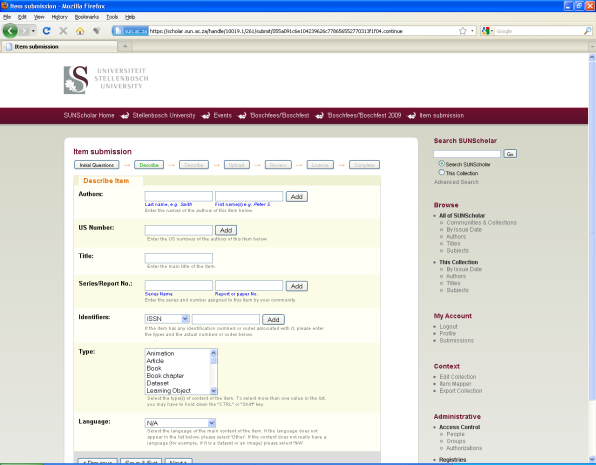 Item submission - Mozilla Firefox
File Edit View History Bookmarks Tools Help
sun.ac.za https://scholar.sun.ac.za/handle/10019.1/261/submit/
Google
Item submission
UNIVERSITEIT
STELLENBOSCH
UNIVERSITY
SUNScholar Home Stellenbosch University Events 'Boschfees/'Boschfest 'Boschfees/'Boschfest 2009 Item submission
Item submission
Initial Questions → Describe → Describe → Upload → Review → License → Complete
Describe Item
Authors:
Add
Last name, e.g. Smith First name(s) e.g. Peter S.
Enter the names of the authors of this item below.
US Number:
Add
Enter the US numbers of the authors of this item below.
Title:
Enter the main title of the item.
Series/Report No.:
Add
Series Name Report or paper No.
Enter the series and number assigned to this item by your community.
Identifiers:
ISSN
Add
If the item has any identification numbers or codes associated with it, please enter
the types and the actual numbers or codes below.
Type:
Animation
Article
Book
Book chapter
Dataset
Learning Object
Select the type(s) of content of the item. To select more than one value in the list,
you may have to hold down the "CTRL" or "Shift" key.
Language:
N/A
Select the language of the main content of the item. If the language does not
appear in the list below, please select 'Other'. If the content does not really have a
language (for example, if it is a dataset or an image) please select 'N/A'.
< Previous Save & Exit Next >
Search SUNScholar
Go
Search SUNScholar
This Collection
Advanced Search
Browse
All of SUNScholar
Communities & Collections
By Issue Date
Authors
Titles
Subjects
This Collection
By Issue Date
Authors
Titles
Subjects
My Account
Logout
Profile
Submissions
Context
Edit Collection
Item Mapper
Export Collection
Administrative
Access Control
People
Groups
Authorizations
Registries